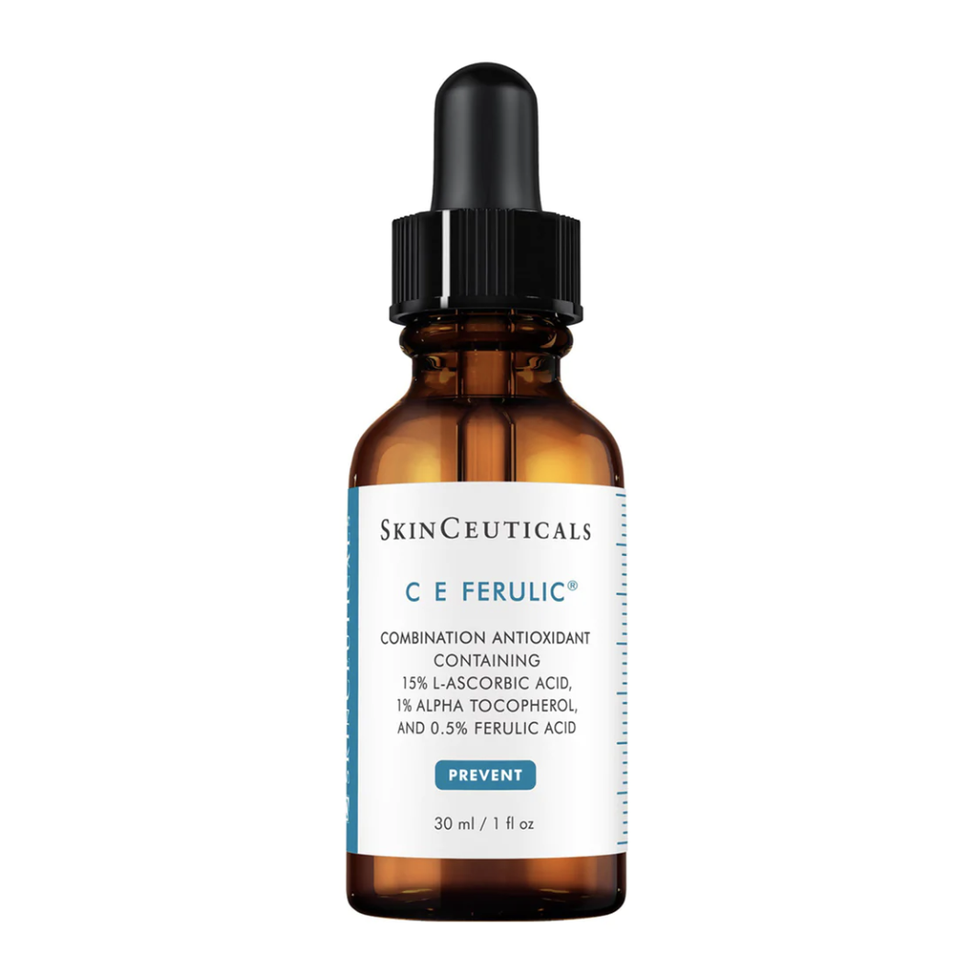 SKINCEUTICALS
C E FERULIC®
COMBINATION ANTIOXIDANT
CONTAINING
15% L-ASCORBIC ACID,
1% ALPHA TOCOPHEROL,
AND 0.5% FERULIC ACID
PREVENT
30 ml / 1 fl oz